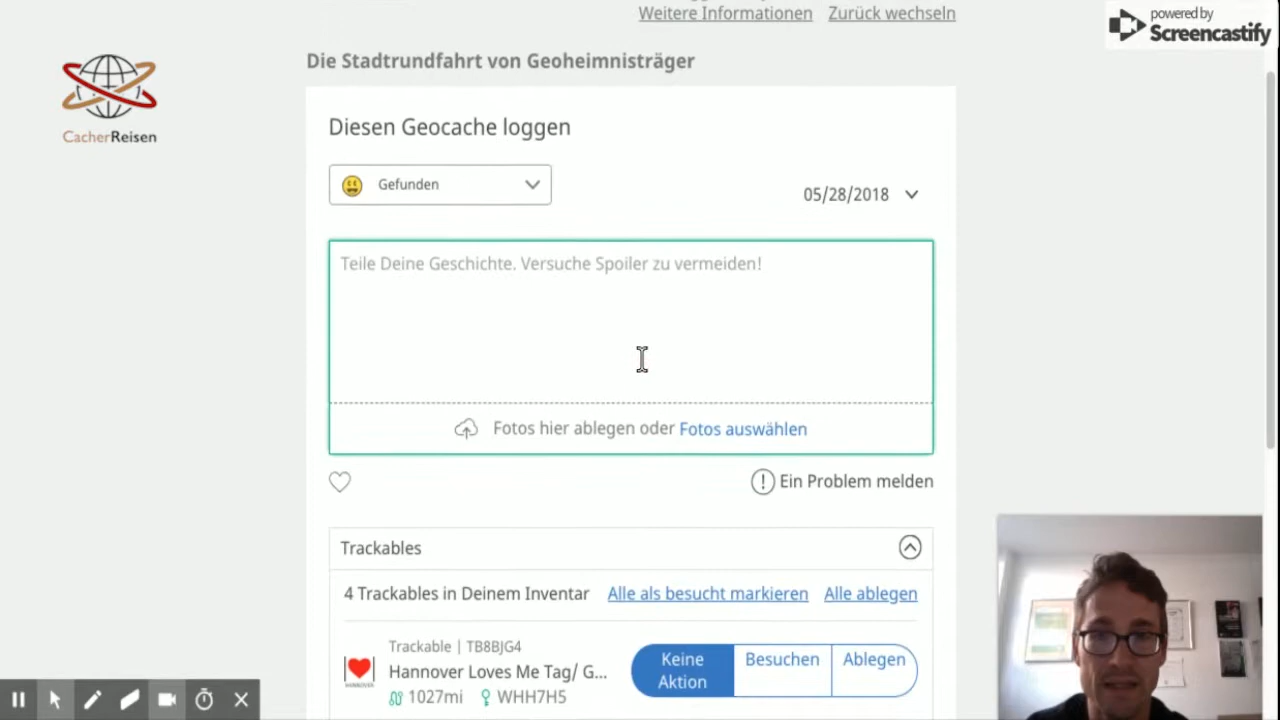 Weitere Informationen Zurück wechseln
powered by
Screencastify
Die Stadtrundfahrt von Geoheimnisträger
CacherReisen
Diesen Geocache loggen
Gefunden
05/28/2018
Teile Deine Geschichte. Versuche Spoiler zu vermeiden!
Fotos hier ablegen oder Fotos auswählen
Ein Problem melden
Trackables
4 Trackables in Deinem Inventar Alle als besucht markieren Alle ablegen
Trackable | TB8BJG4
Hannover Loves Me Tag/ G...
1027mi WHH7H5
Keine
Aktion
Besuchen
Ablegen
HANNOVER